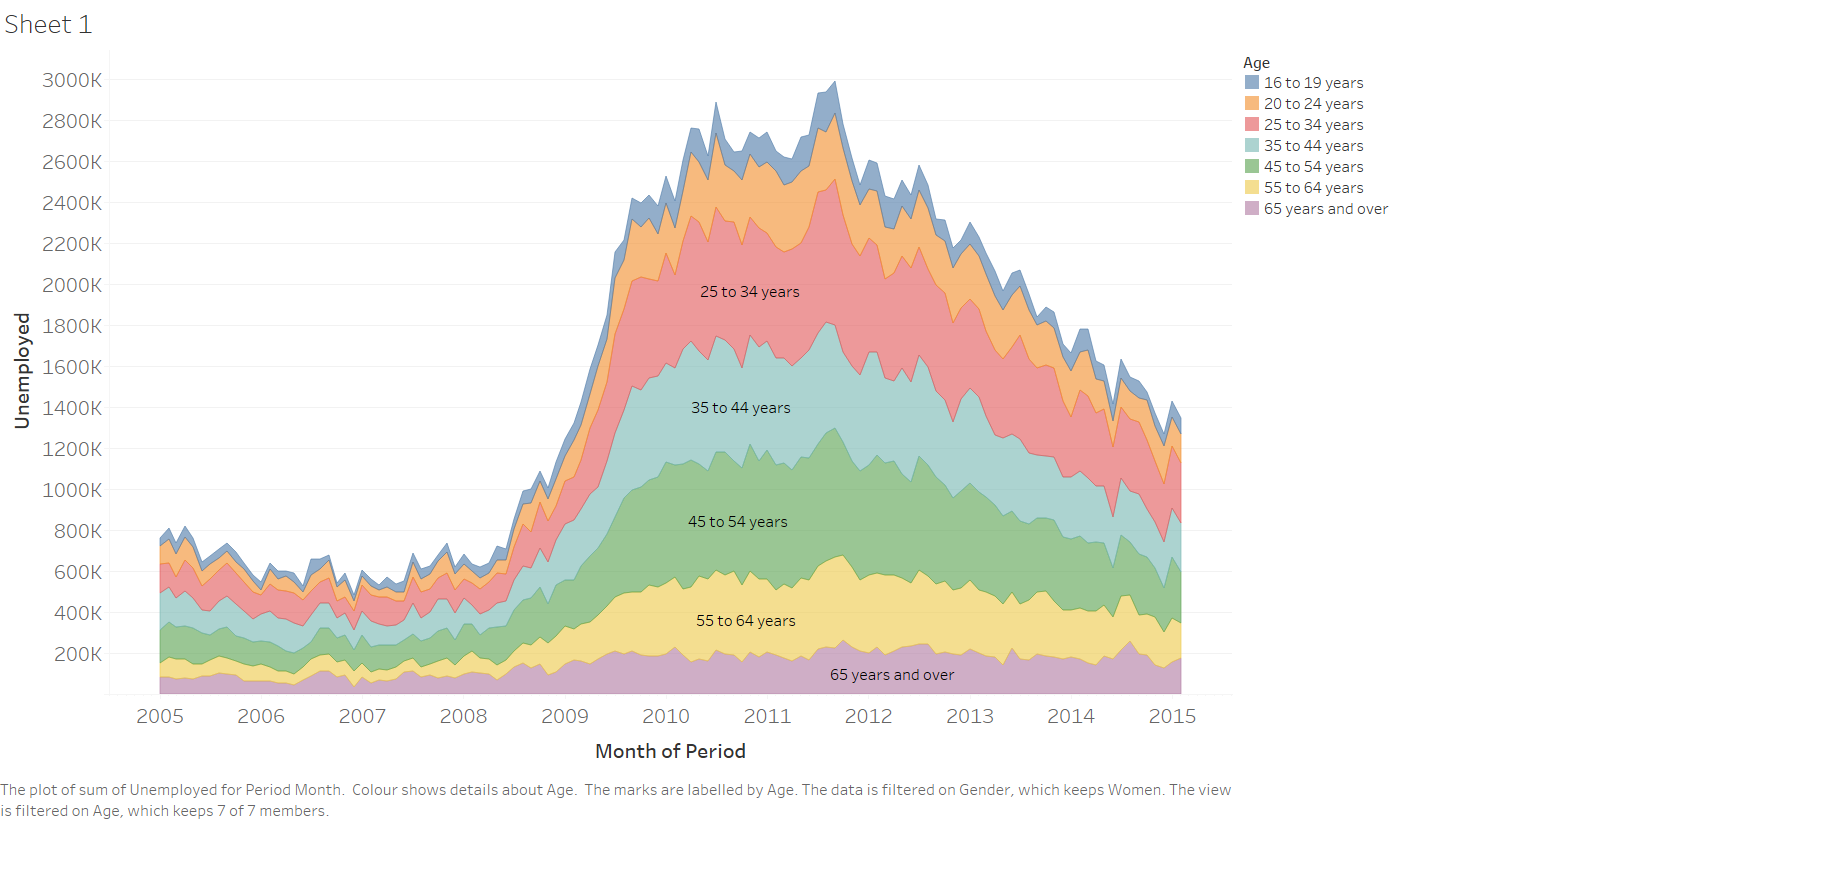 Sheet 1
3000K
2800K
2600K
2400K
2200K
2000K
1800K
1600K
1400K
1200K
1000K
800K
600K
400K
200K
Unemployed
25 to 34 years
35 to 44 years
45 to 54 years
55 to 64 years
65 years and over
2005 2006 2007 2008 2009 2010 2011 2012 2013 2014 2015
Month of Period
Age
16 to 19 years
20 to 24 years
25 to 34 years
35 to 44 years
45 to 54 years
55 to 64 years
65 years and over
The plot of sum of Unemployed for Period Month.  Colour shows details about Age.  The marks are labelled by Age. The data is filtered on Gender, which keeps Women. The view
is filtered on Age, which keeps 7 of 7 members.